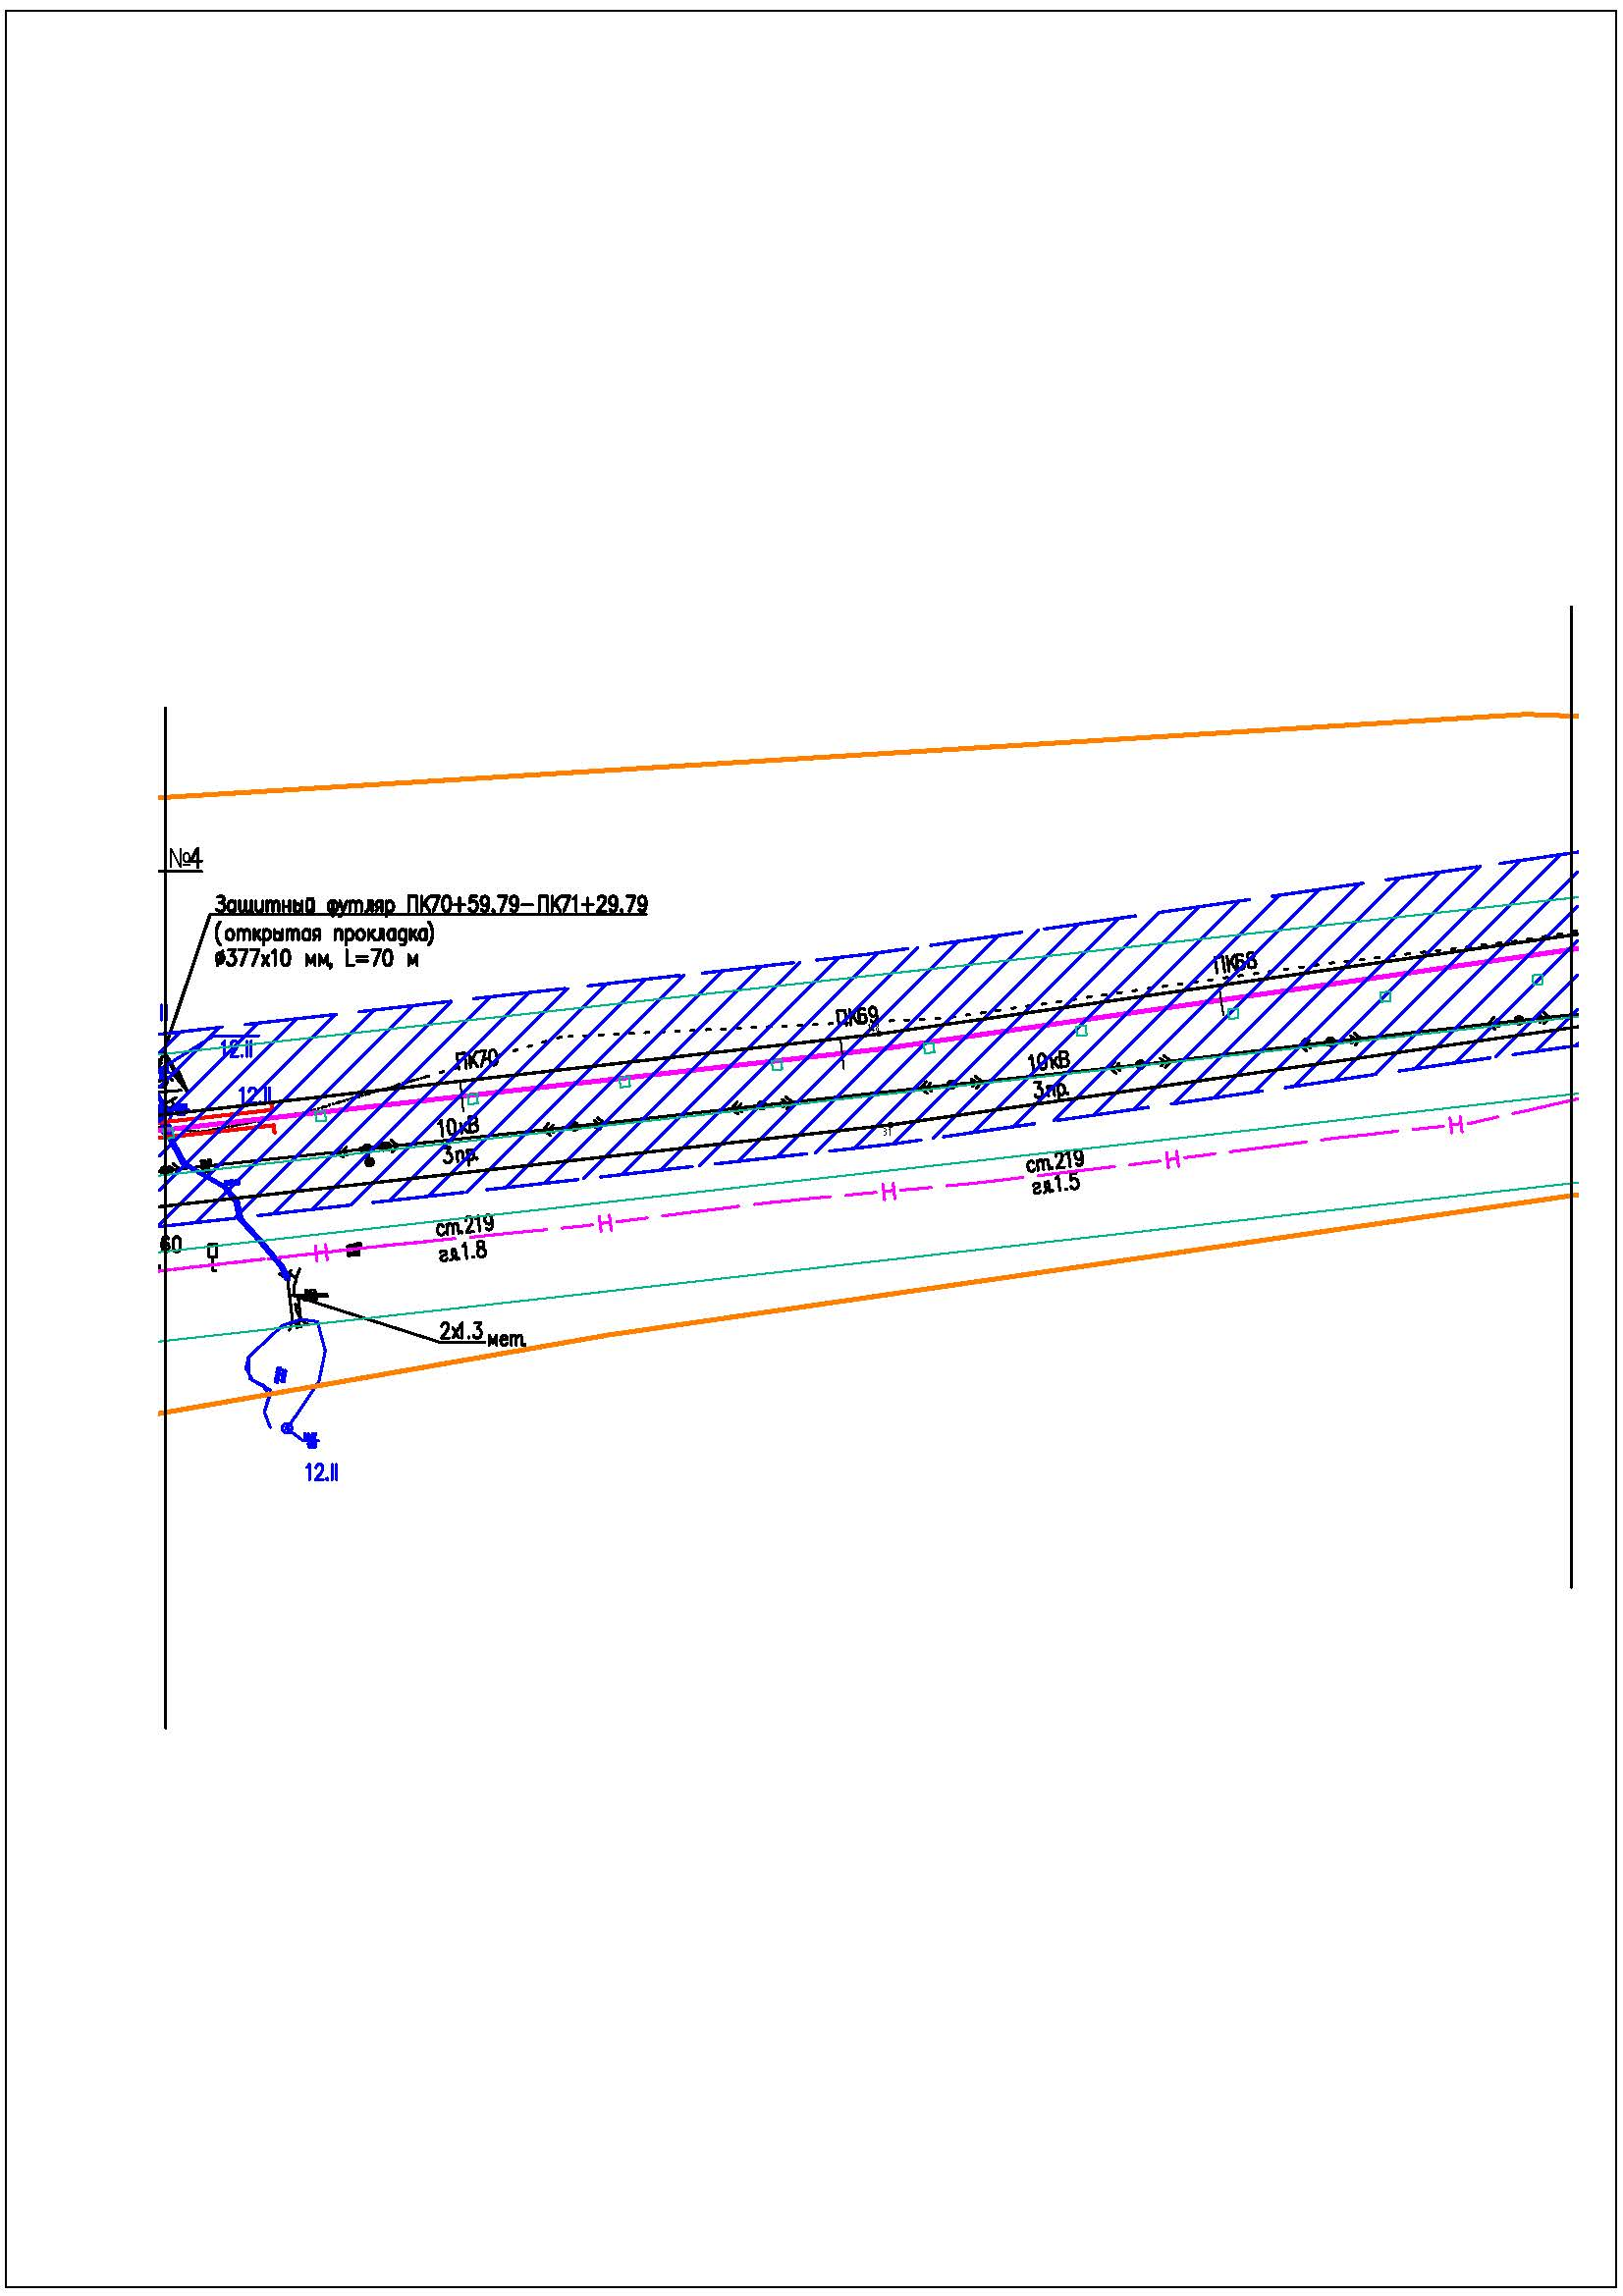 №4
Защитный футляр ПК70+59.79-ПК71+29.79
(открытая прокладка)
ø377х10 мм, L=70 м
ПК68
ПК69
12.II
ПК70
10кВ
3пр.
12.II
10кВ
3пр.
Н
Н
ст.219
гл.1.5
Н
Н
ст.219
гл.1.8
60
Н
2х1.3 мет.
12.II